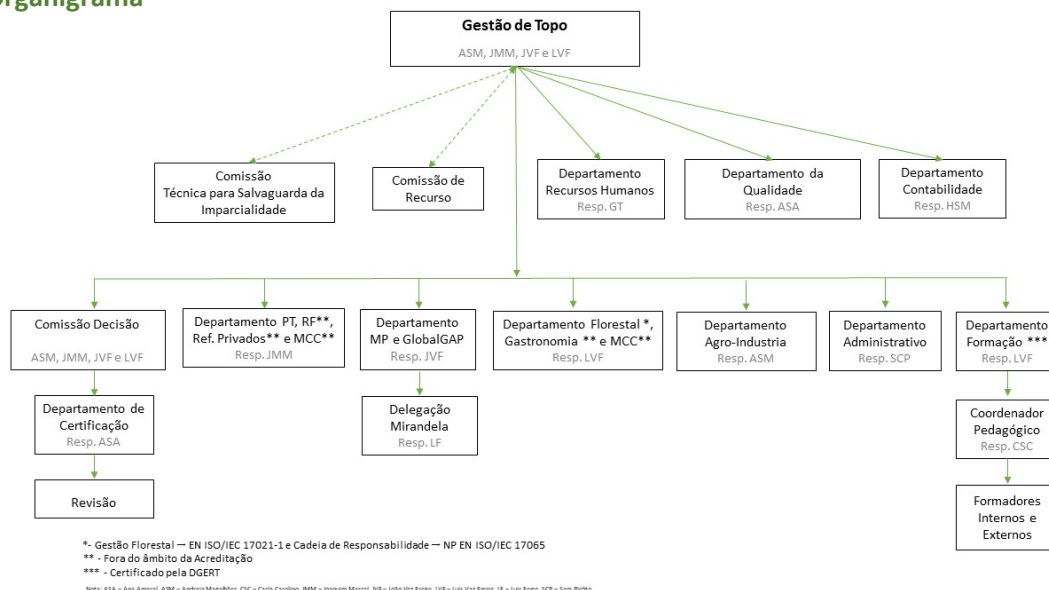 Organigrama
Gestão de Topo
ASM, JMM, JVF e LVF
Comissão
Técnica para Salvaguarda da
Imparcialidade
Comissão de
Recurso
Departamento
Recursos Humanos
Resp. GT
Departamento da
Qualidade
Resp. ASA
Departamento
Contabilidade
Resp. HSM
Comissão Decisão
ASM, JMM, JVF e LVF
Departamento PT, RF**,
Ref. Privados** e MCC**
Resp. JMM
Departamento
MP e GlobalGAP
Resp. JVF
Departamento Florestal *,
Gastronomia ** e MCC**
Resp. LVF
Departamento
Agro-Industria
Resp. ASM
Departamento
Administrativo
Resp. SCP
Departamento
Formação ***
Resp. LVF
Departamento de
Certificação
Resp. ASA
Delegação
Mirandela
Resp. LF
Coordenador
Pedagógico
Resp. CSC
Revisão
Formadores
Internos e
Externos
*- Gestão Florestal — EN ISO/IEC 17021-1 e Cadeia de Responsabilidade — NP EN ISO/IEC 17065
** - Fora do âmbito da Acreditação
*** - Certificado pela DGERT